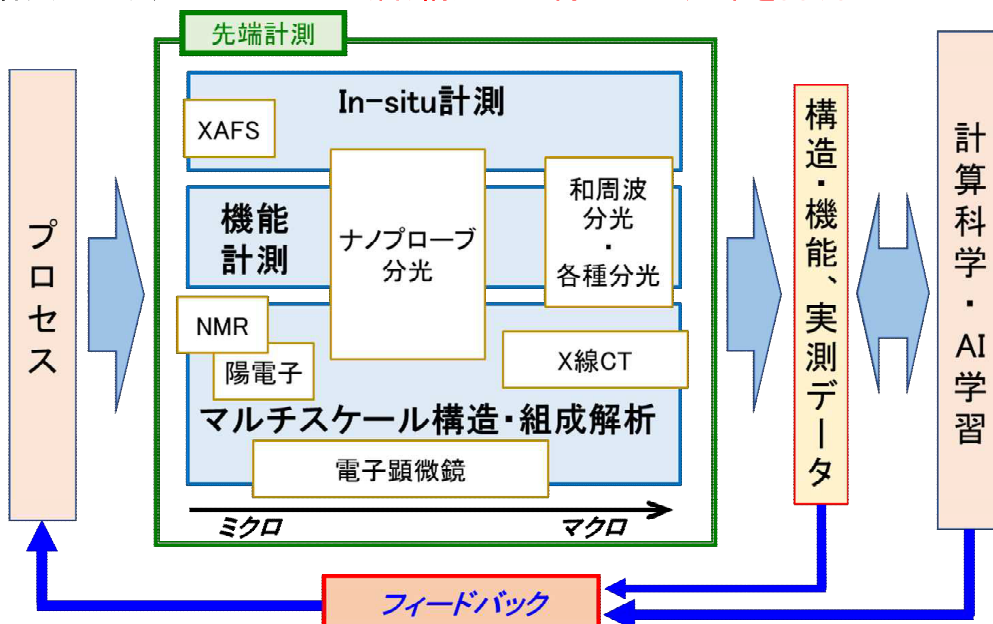 先端計測
In-situ計測
XAFS
機能
計測
ナノプローブ
分光
和周波
分光
・
各種分光
NMR
陽電子
X線CT
マルチスケール構造・組成解析
電子顕微鏡
ミクロ
マクロ
プロセス
構造・機能、実測データ
計算科学・AI学習
フィードバック